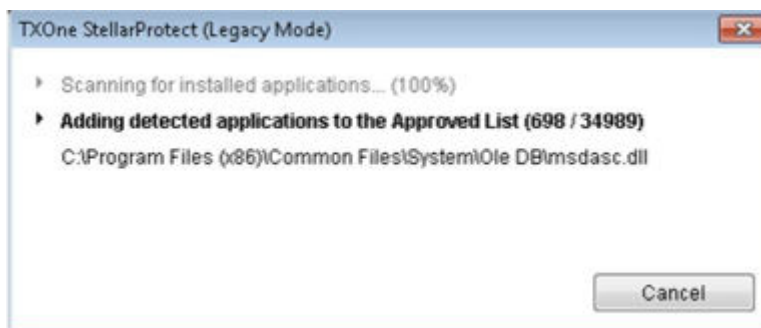 TXOne StellarProtect (Legacy Mode)
Scanning for installed applications... (100%)
Adding detected applications to the Approved List (698 / 34989)
C:\Program Files (x86)\Common Files\System\Ole DB\msdasc.dll
Cancel